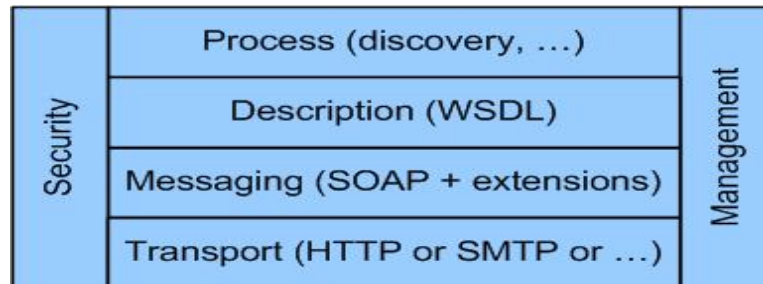 Security
Process (discovery, …)
Description (WSDL)
Messaging (SOAP + extensions)
Transport (HTTP or SMTP or …)
Management